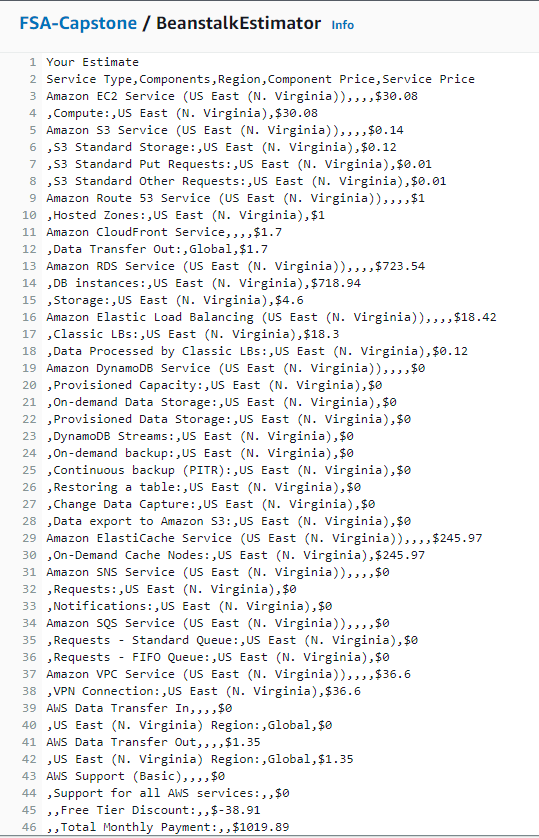 FSA-Capstone / BeanstalkEstimator Info
1 Your Estimate
2 Service Type,Components,Region,Component Price,Service Price
3 Amazon EC2 Service (US East (N. Virginia)),,,,$30.08
4 ,Compute:,US East (N. Virginia),$30.08
5 Amazon S3 Service (US East (N. Virginia)),,,,$0.14
6 ,S3 Standard Storage:,US East (N. Virginia),$0.12
7 ,S3 Standard Put Requests:,US East (N. Virginia),$0.01
8 ,S3 Standard Other Requests:,US East (N. Virginia),$0.01
9 Amazon Route 53 Service (US East (N. Virginia)),,,,$1
10 ,Hosted Zones:,US East (N. Virginia),$1
11 Amazon CloudFront Service,,,,$1.7
12 ,Data Transfer Out:,Global,$1.7
13 Amazon RDS Service (US East (N. Virginia)),,,,$723.54
14 ,DB instances:,US East (N. Virginia),$718.94
15 ,Storage:,US East (N. Virginia),$4.6
16 Amazon Elastic Load Balancing (US East (N. Virginia)),,,,$18.42
17 ,Classic LBs:,US East (N. Virginia),$18.3
18 ,Data Processed by Classic LBs:,US East (N. Virginia),$0.12
19 Amazon DynamoDB Service (US East (N. Virginia)),,,,$0
20 ,Provisioned Capacity:,US East (N. Virginia),$0
21 ,On-demand Data Storage:,US East (N. Virginia),$0
22 ,Provisioned Data Storage:,US East (N. Virginia),$0
23 ,DynamoDB Streams:,US East (N. Virginia),$0
24 ,On-demand backup:,US East (N. Virginia),$0
25 ,Continuous backup (PITR):,US East (N. Virginia),$0
26 ,Restoring a table:,US East (N. Virginia),$0
27 ,Change Data Capture:,US East (N. Virginia),$0
28 ,Data export to Amazon S3:,US East (N. Virginia),$0
29 Amazon ElastiCache Service (US East (N. Virginia)),,,,$245.97
30 ,On-Demand Cache Nodes:,US East (N. Virginia),$245.97
31 Amazon SNS Service (US East (N. Virginia)),,,,$0
32 ,Requests:,US East (N. Virginia),$0
33 ,Notifications:,US East (N. Virginia),$0
34 Amazon SQS Service (US East (N. Virginia)),,,,$0
35 ,Requests - Standard Queue:,US East (N. Virginia),$0
36 ,Requests - FIFO Queue:,US East (N. Virginia),$0
37 Amazon VPC Service (US East (N. Virginia)),,,,$36.6
38 ,VPN Connection:,US East (N. Virginia),$36.6
39 AWS Data Transfer In,,,,$0
40 ,US East (N. Virginia) Region:,Global,$0
41 AWS Data Transfer Out,,,,$1.35
42 ,US East (N. Virginia) Region:,Global,$1.35
43 AWS Support (Basic),,,,$0
44 ,Support for all AWS services:,,$0
45 ,,Free Tier Discount:,,$-38.91
46 ,,Total Monthly Payment:,,$1019.89